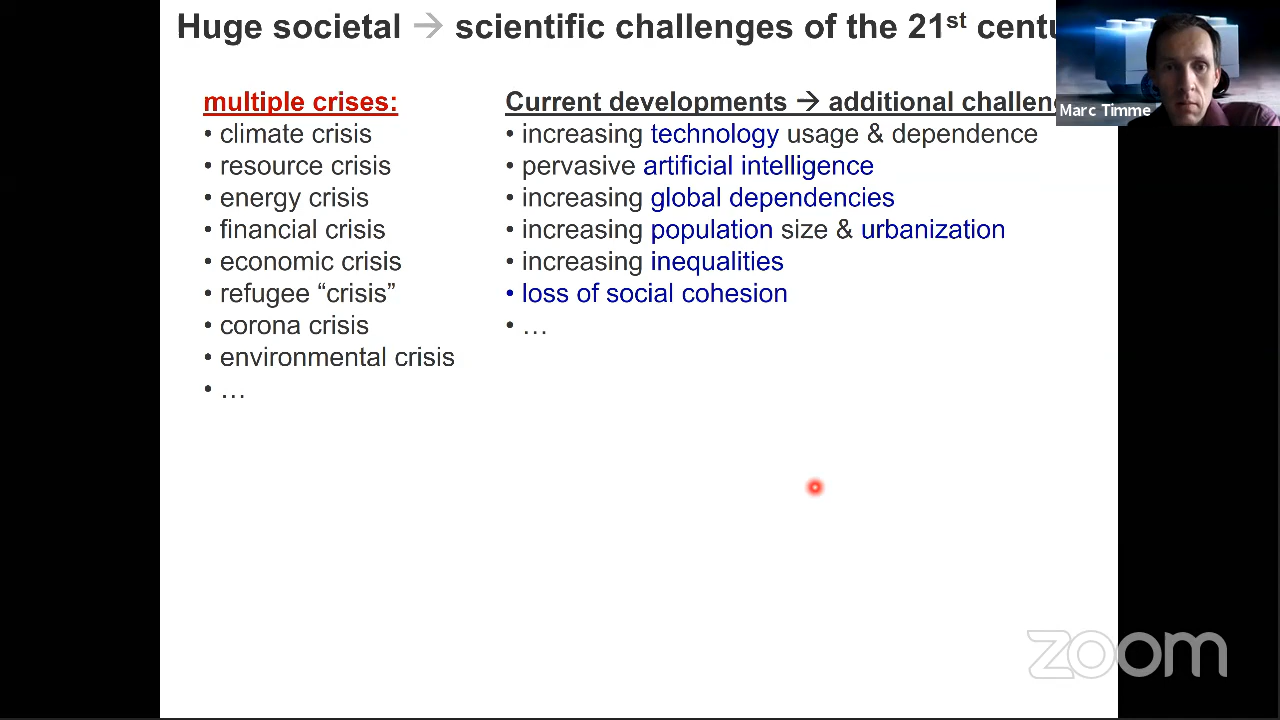 Huge societal → scientific challenges of the 21st centu
Marc Timme
multiple crises:
• climate crisis
• resource crisis
• energy crisis
• financial crisis
• economic crisis
• refugee “crisis”
• corona crisis
• environmental crisis
• …
Current developments → additional challen
• increasing technology usage & dependence
• pervasive artificial intelligence
• increasing global dependencies
• increasing population size & urbanization
• increasing inequalities
• loss of social cohesion
• …
zoom